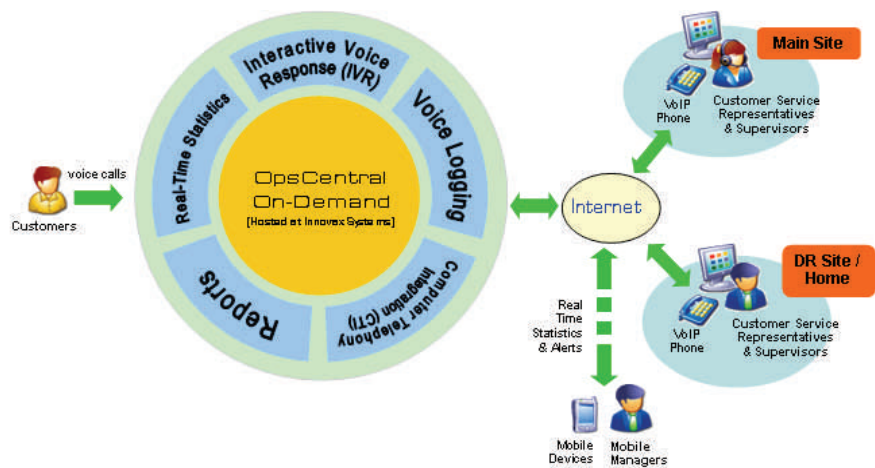 Interactive Voice
Response (IVR)
Voice Logging
Computer Telephony
Integration (CTI)
Reports
Real-Time Statistics
OpsCentral
On-Demand
[Hosted at Innovax Systems]
voice calls
Customers
Internet
Main Site
VoIP
Phone
Customer Service
Representatives
& Supervisors
DR Site /
Home
VoIP
Phone
Customer Service
Representatives
& Supervisors
Real
Time
Statistics
& Alerts
Mobile
Devices
Mobile
Managers